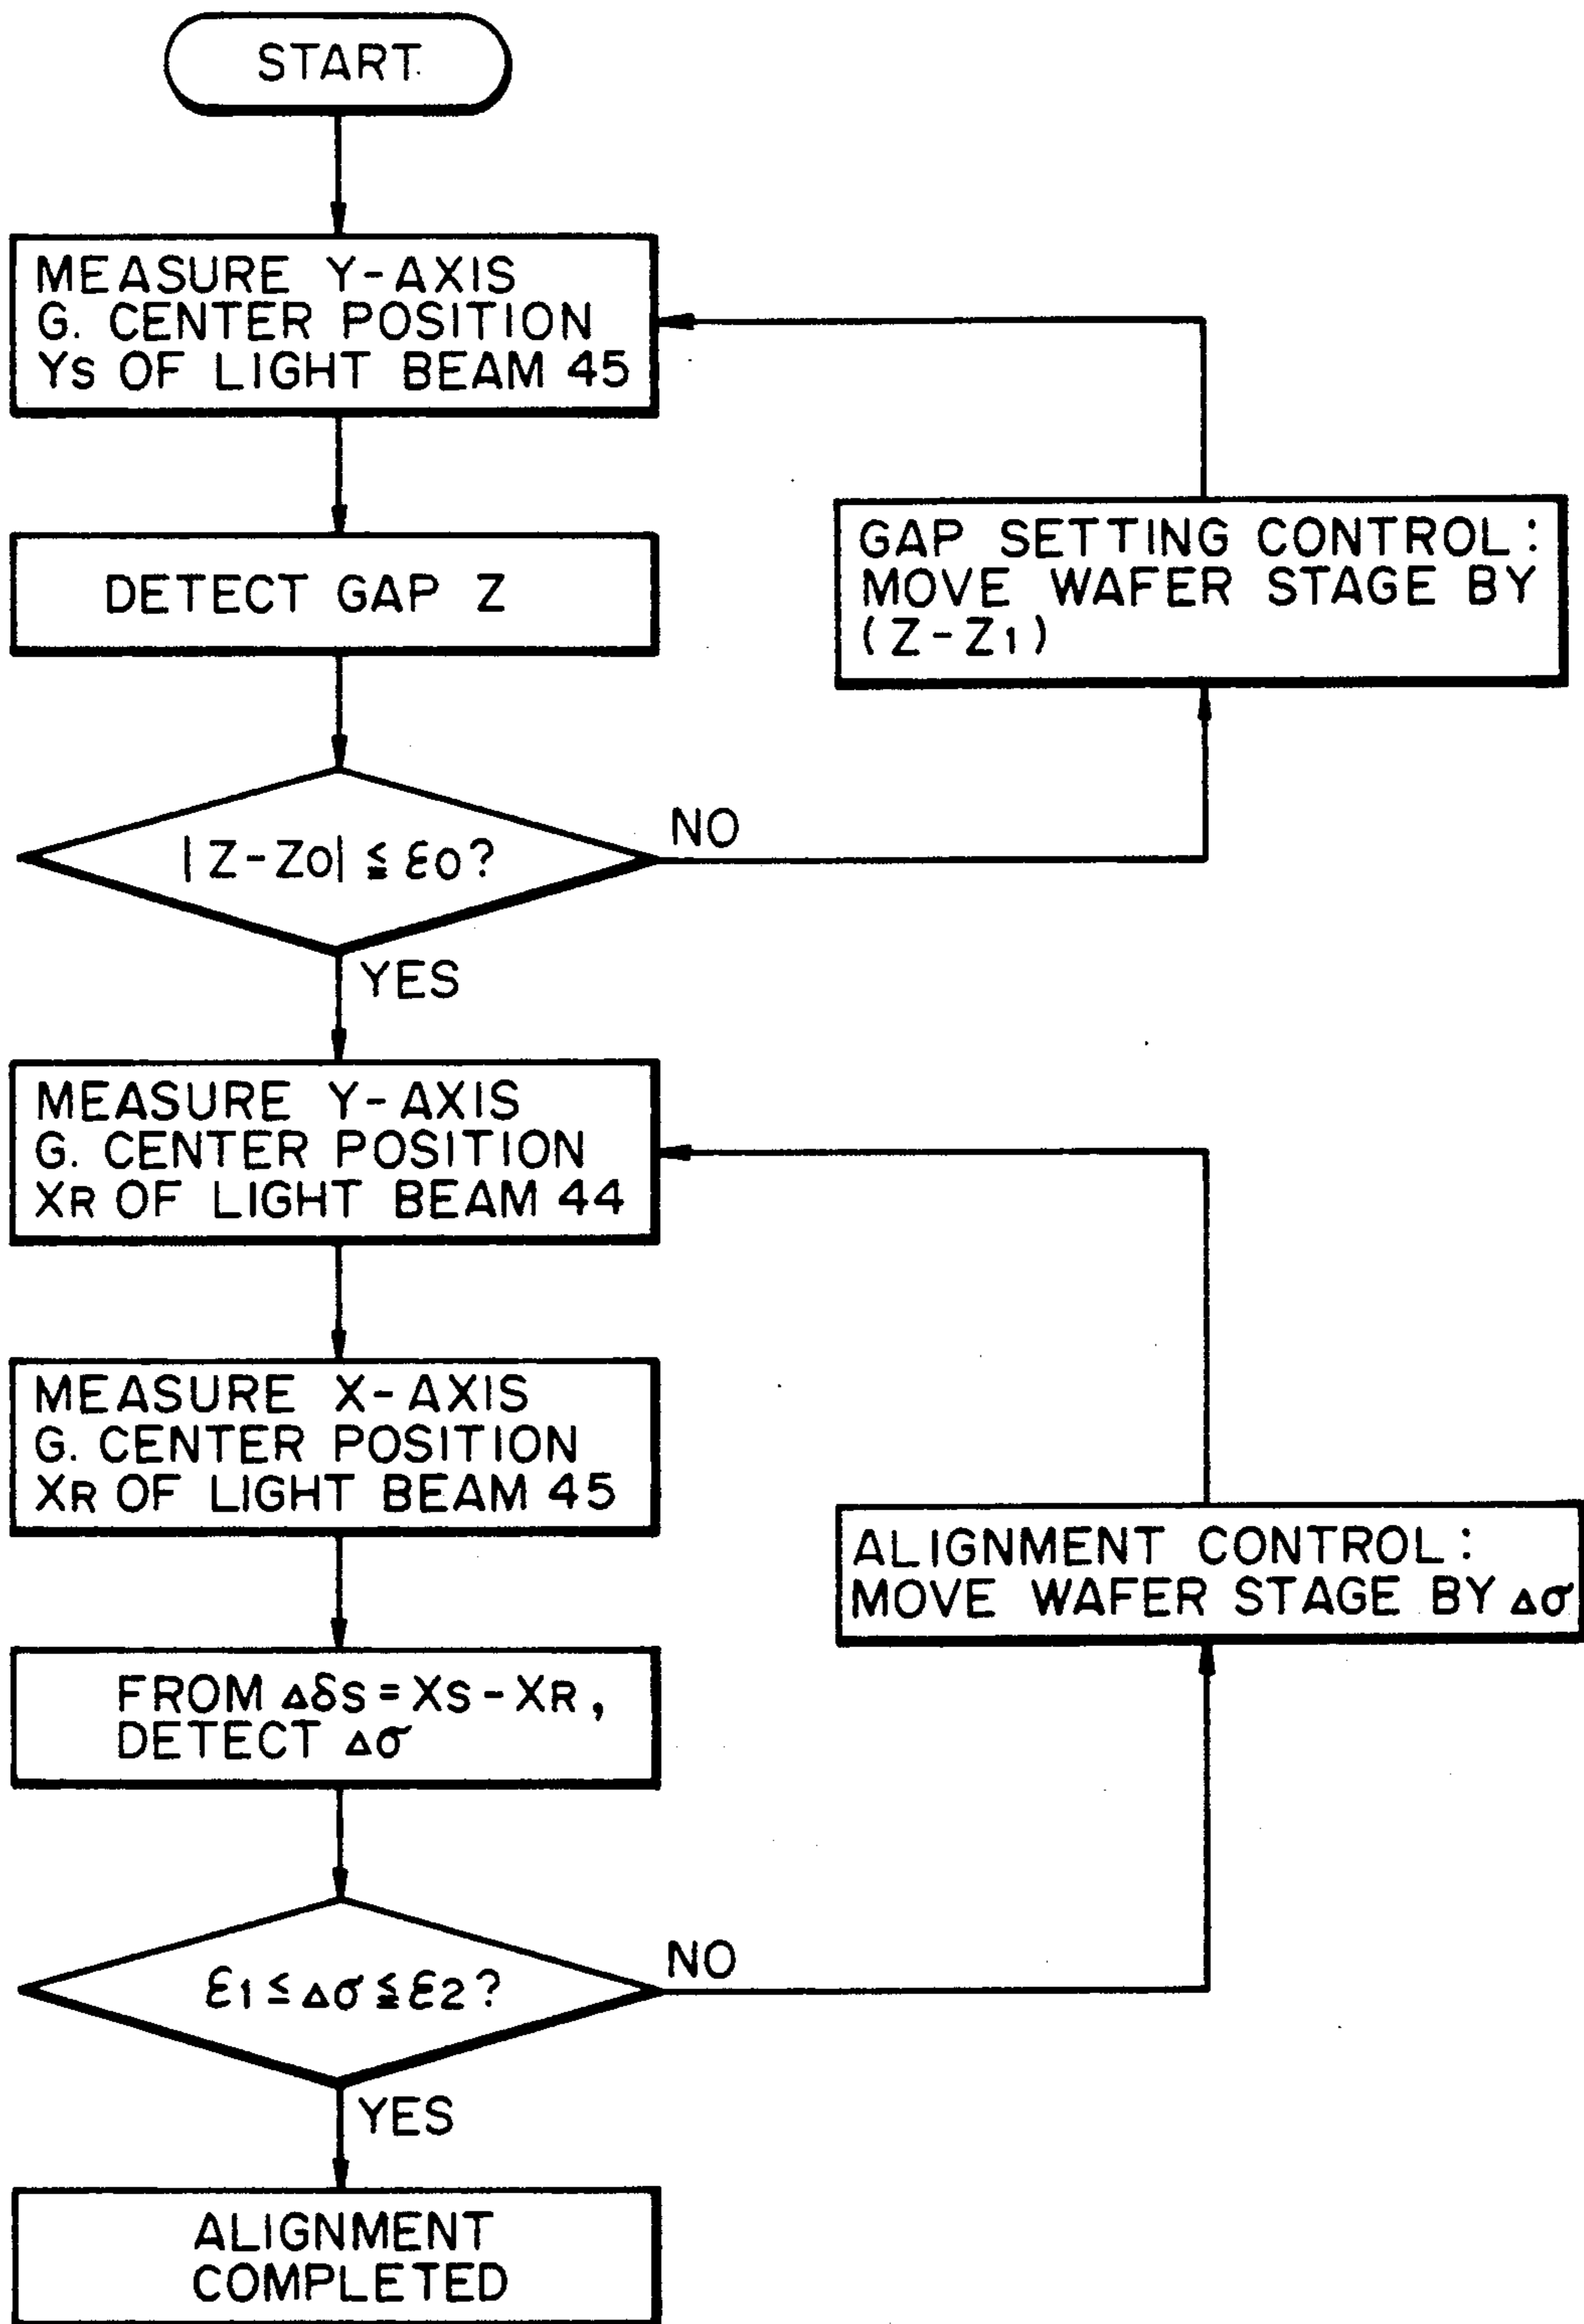 START
MEASURE Y-AXIS
G. CENTER POSITION
Ys OF LIGHT BEAM 45
GAP SETTING CONTROL:
MOVE WAFER STAGE BY
(Z-Z1)
DETECT GAP Z
|Z-Z0| ≦ ε0?
NO
YES
MEASURE Y-AXIS
G. CENTER POSITION
XR OF LIGHT BEAM 44
MEASURE X-AXIS
G. CENTER POSITION
XR OF LIGHT BEAM 45
ALIGNMENT CONTROL:
MOVE WAFER STAGE BY Δσ
FROM Δδs = Xs - XR,
DETECT Δσ
ε1 ≤ Δσ ≦ ε2?
NO
YES
ALIGNMENT
COMPLETED